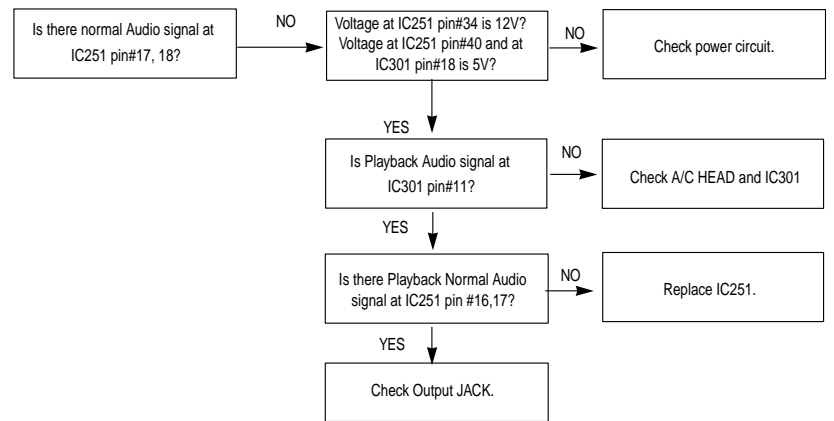 Is there normal Audio signal at
IC251 pin#17, 18?
NO
Voltage at IC251 pin#34 is 12V?
Voltage at IC251 pin#40 and at
IC301 pin#18 is 5V?
NO
Check power circuit.
YES
Is Playback Audio signal at
IC301 pin#11?
NO
Check A/C HEAD and IC301
YES
Is there Playback Normal Audio
signal at IC251 pin #16,17?
NO
Replace IC251.
YES
Check Output JACK.